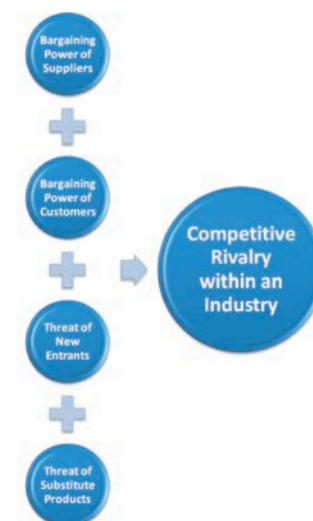 Bargaining
Power of
Suppliers
Bargaining
Power of
Customers
Threat of
New
Entrants
Threat of
Substitute
Products
Competitive
Rivalry
within an
Industry